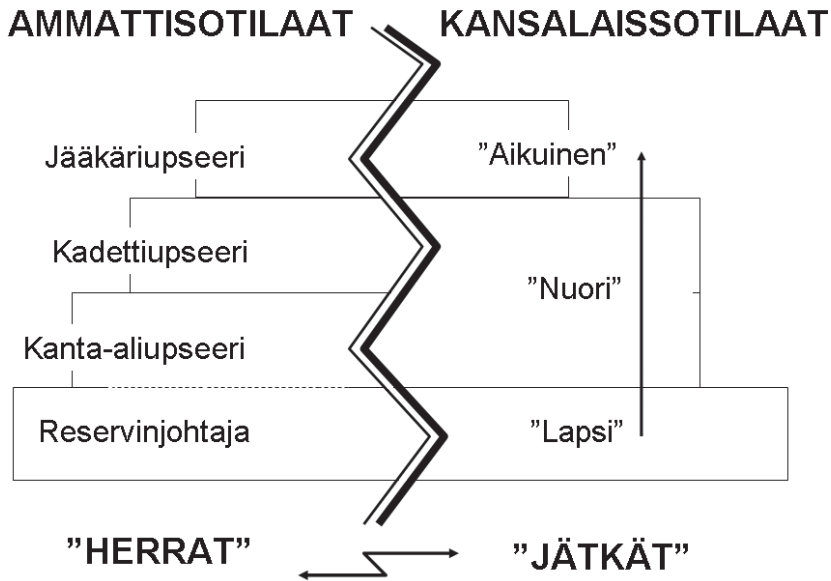 AMMATTISOTILAAT KANSALAISSOTILAAT
Jääkäriupseeri ”Aikuinen”
Kadettiupseeri
”Nuori”
Kanta-aliupseeri
Reservinjohtaja ”Lapsi”
”HERRAT” ”JÄTKÄT”